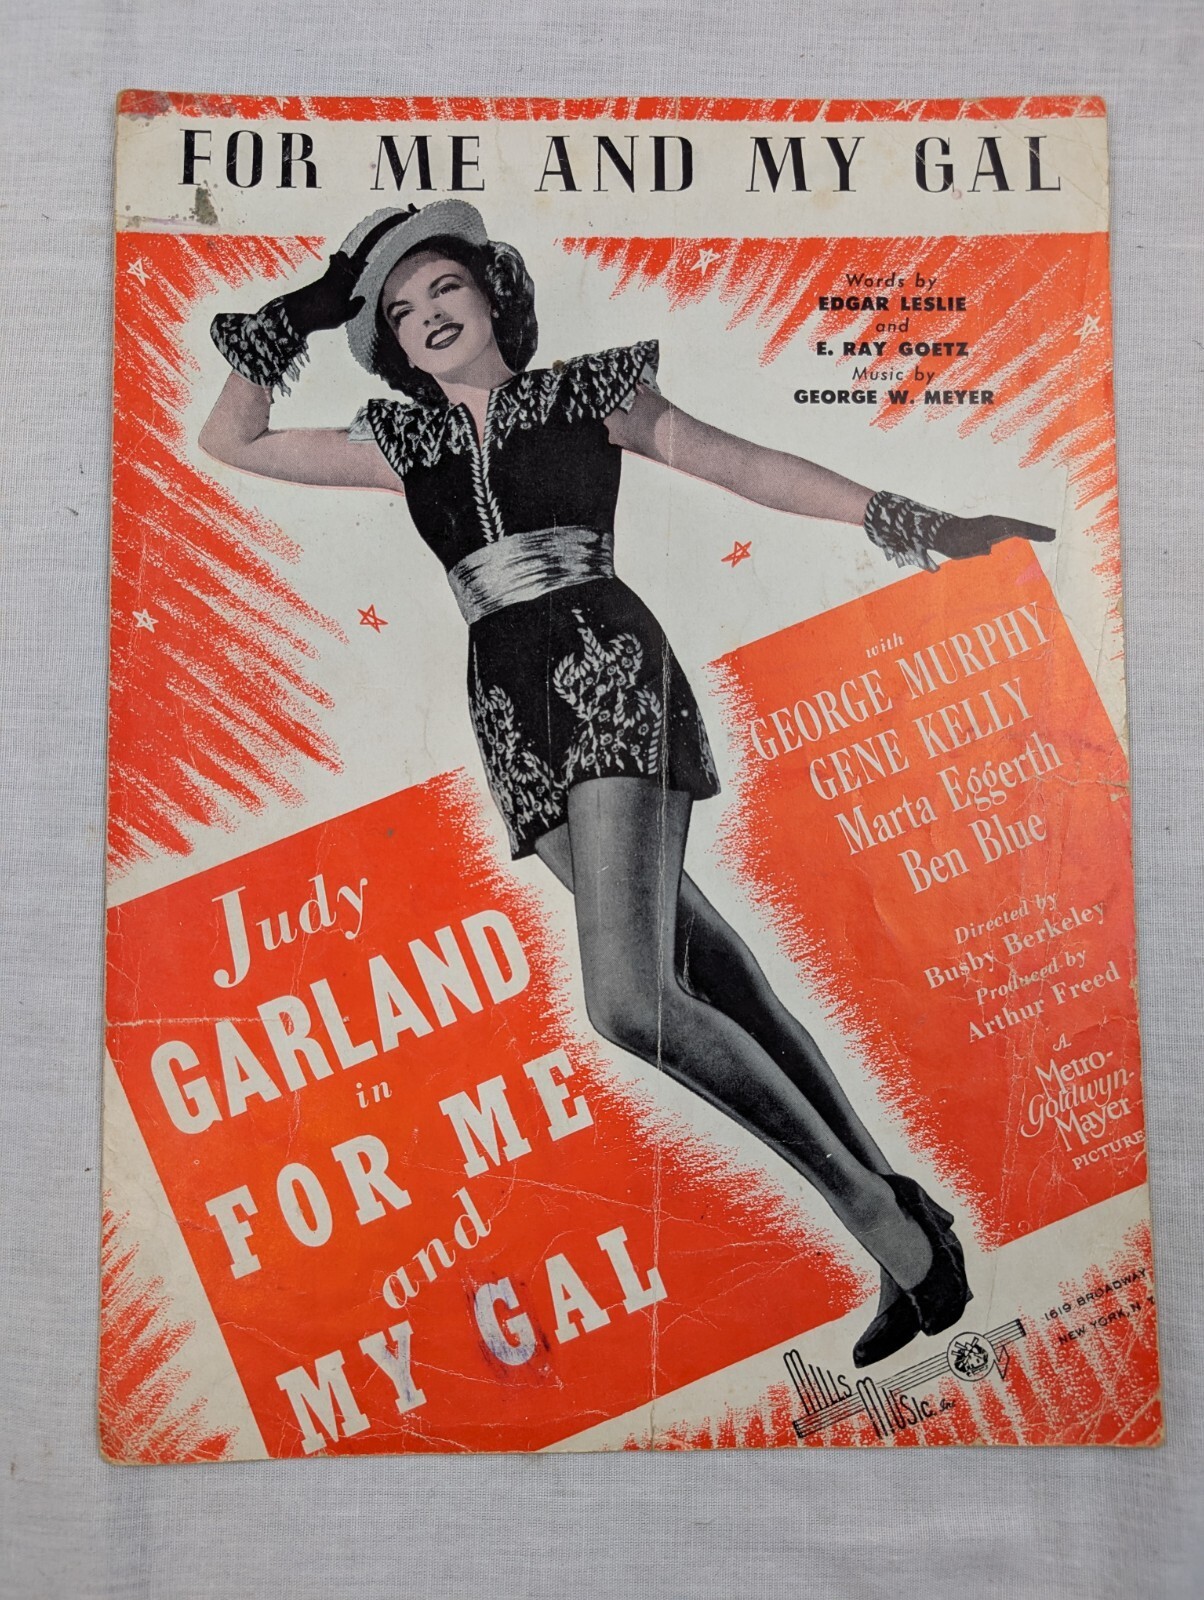 FOR ME AND MY GAL
Words by
EDGAR LESLIE
and
E. RAY GOETZ
Music by
GEORGE W. MEYER
with
GEORGE MURPHY
GENE KELLY
Marta Eggerth
Ben Blue
Directed by
Busby Berkeley
Produced by
Arthur Freed
A
Metro-
Goldwyn-
Mayer
PICTURE
Judy
GARLAND
in
FOR ME
and
MY GAL
MILLS
MUSIC, Inc
1619 BROADWAY
NEW YORK, N. Y.